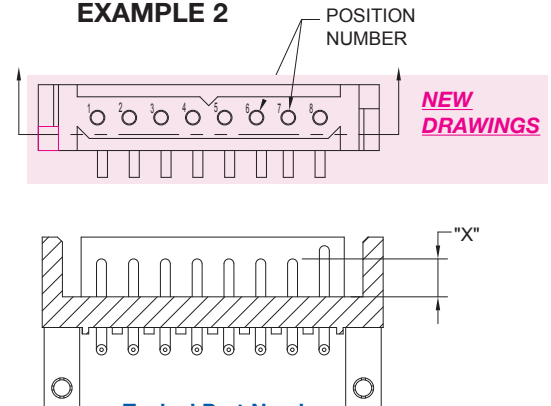 EXAMPLE 2
POSITION
NUMBER
1 2 3 4 5 6 7 8
NEW
DRAWINGS
"X"